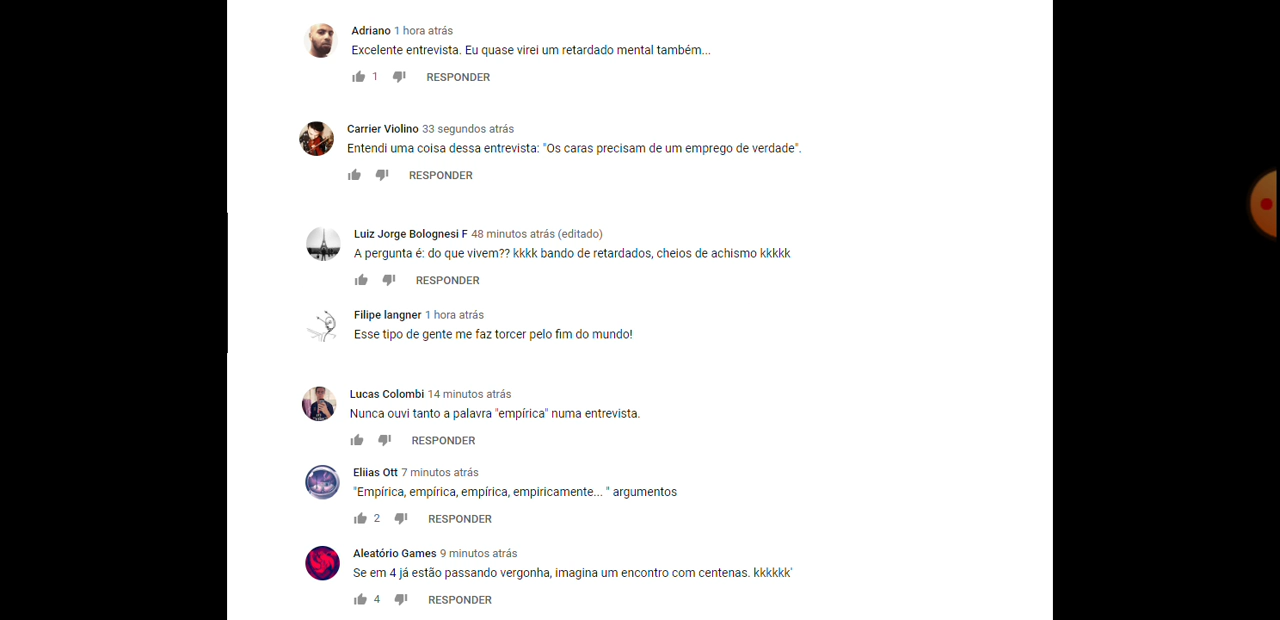 Adriano 1 hora atrás
Excelente entrevista. Eu quase virei um retardado mental também...
1 RESPONDER
Carrier Violino 33 segundos atrás
Entendi uma coisa dessa entrevista: "Os caras precisam de um emprego de verdade".
RESPONDER
Luiz Jorge Bolognesi F 48 minutos atrás (editado)
A pergunta é: do que vivem?? kkkk bando de retardados, cheios de achismo kkkkk
RESPONDER
Filipe langner 1 hora atrás
Esse tipo de gente me faz torcer pelo fim do mundo!
Lucas Colombi 14 minutos atrás
Nunca ouvi tanto a palavra "empírica" numa entrevista.
RESPONDER
Eliias Ott 7 minutos atrás
"Empírica, empírica, empírica, empiricamente... " argumentos
2 RESPONDER
Aleatório Games 9 minutos atrás
Se em 4 já estão passando vergonha, imagina um encontro com centenas. kkkkkk'
4 RESPONDER